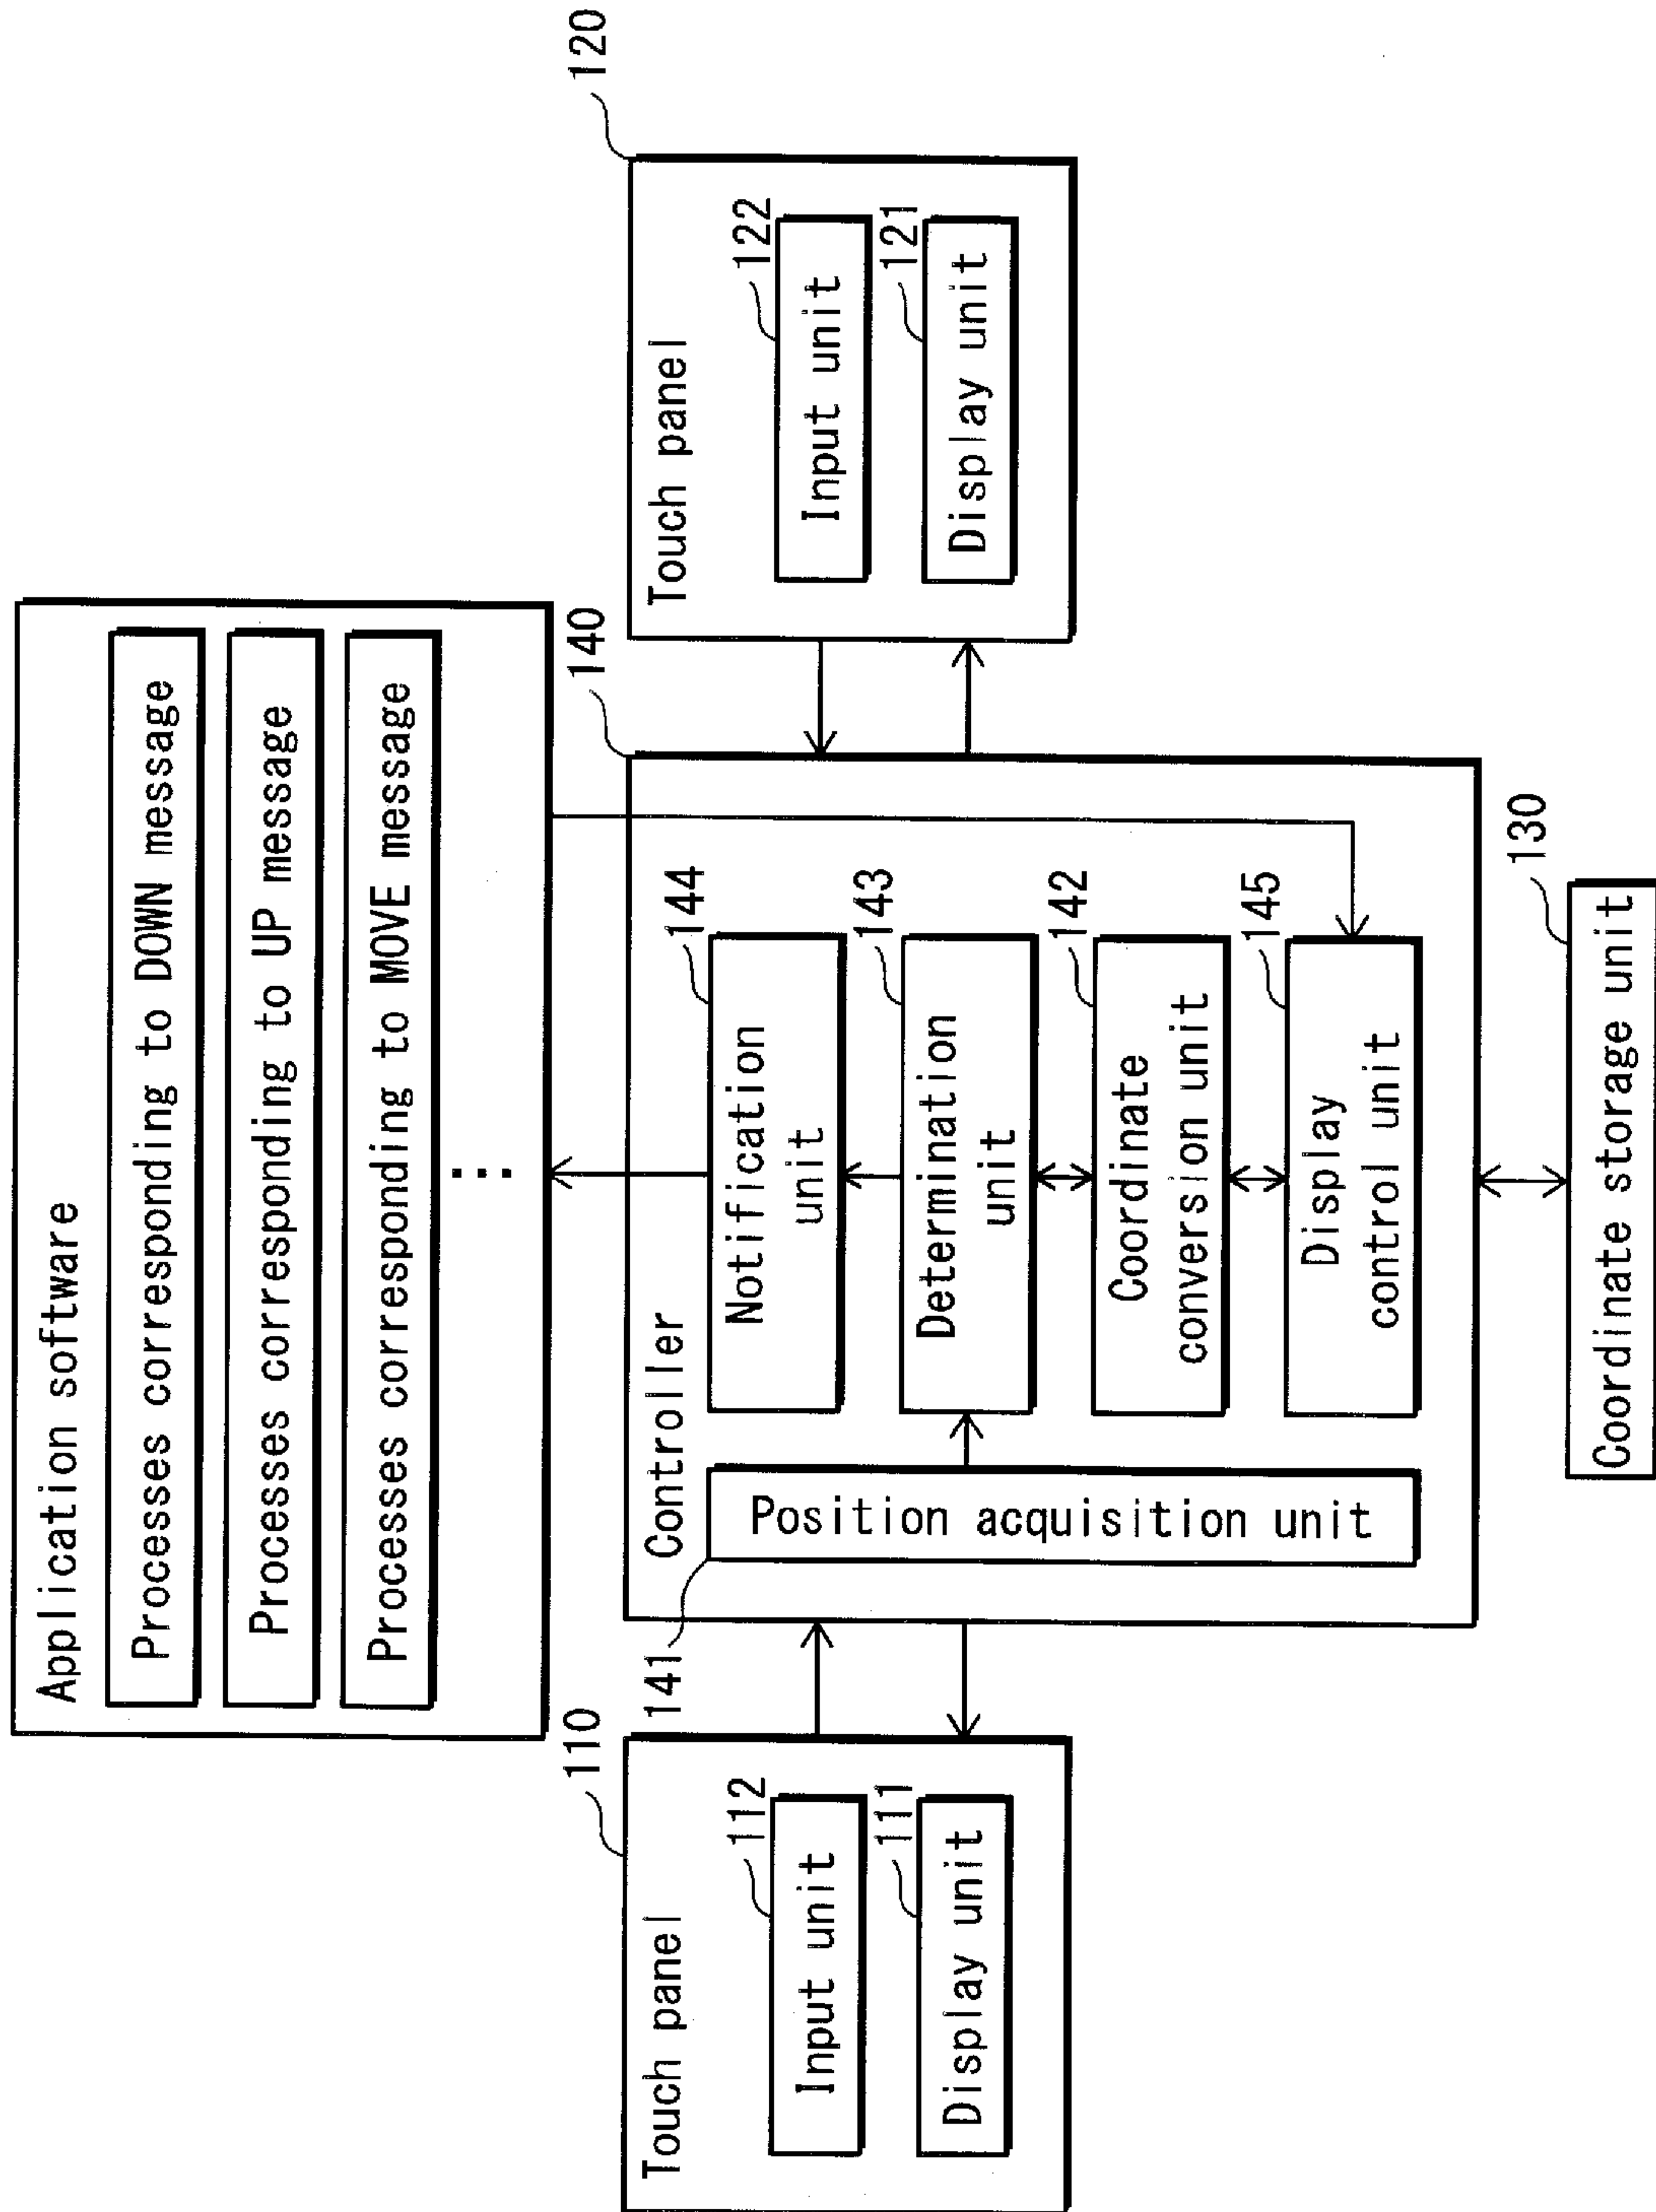 Application software
Processes corresponding to DOWN message
Processes corresponding to UP message
Processes corresponding to MOVE message
...
110
Touch panel
112
Input unit
111
Display unit
140
Controller
141
Position acquisition unit
144
Notification
unit
143
Determination
unit
142
Coordinate
conversion unit
145
Display
control unit
120
Touch panel
122
Input unit
121
Display unit
130
Coordinate storage unit